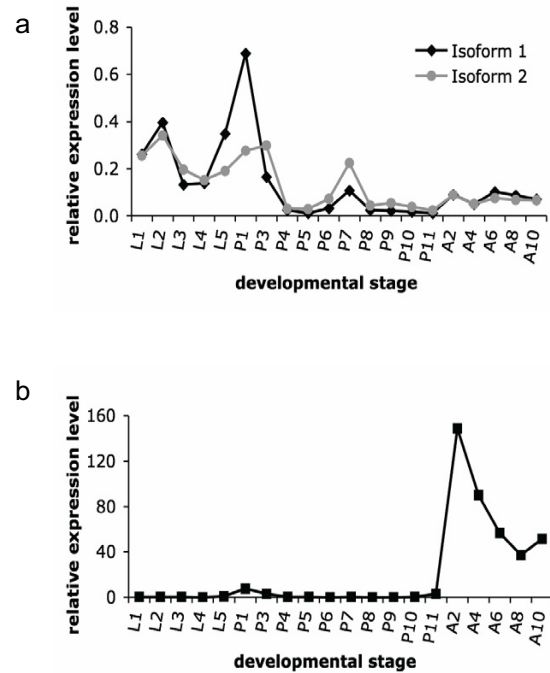 a
relative expression level
0.8
0.6
0.4
0.2
0.0
Isoform 1
Isoform 2
L1 L2 L3 L4 L5 P1 P3 P4 P5 P6 P7 P8 P9 P10 P11 A2 A4 A6 A8 A10
developmental stage
b
relative expression level
160
120
80
40
0
L1 L2 L3 L4 L5 P1 P3 P4 P5 P6 P7 P8 P9 P10 P11 A2 A4 A6 A8 A10
developmental stage